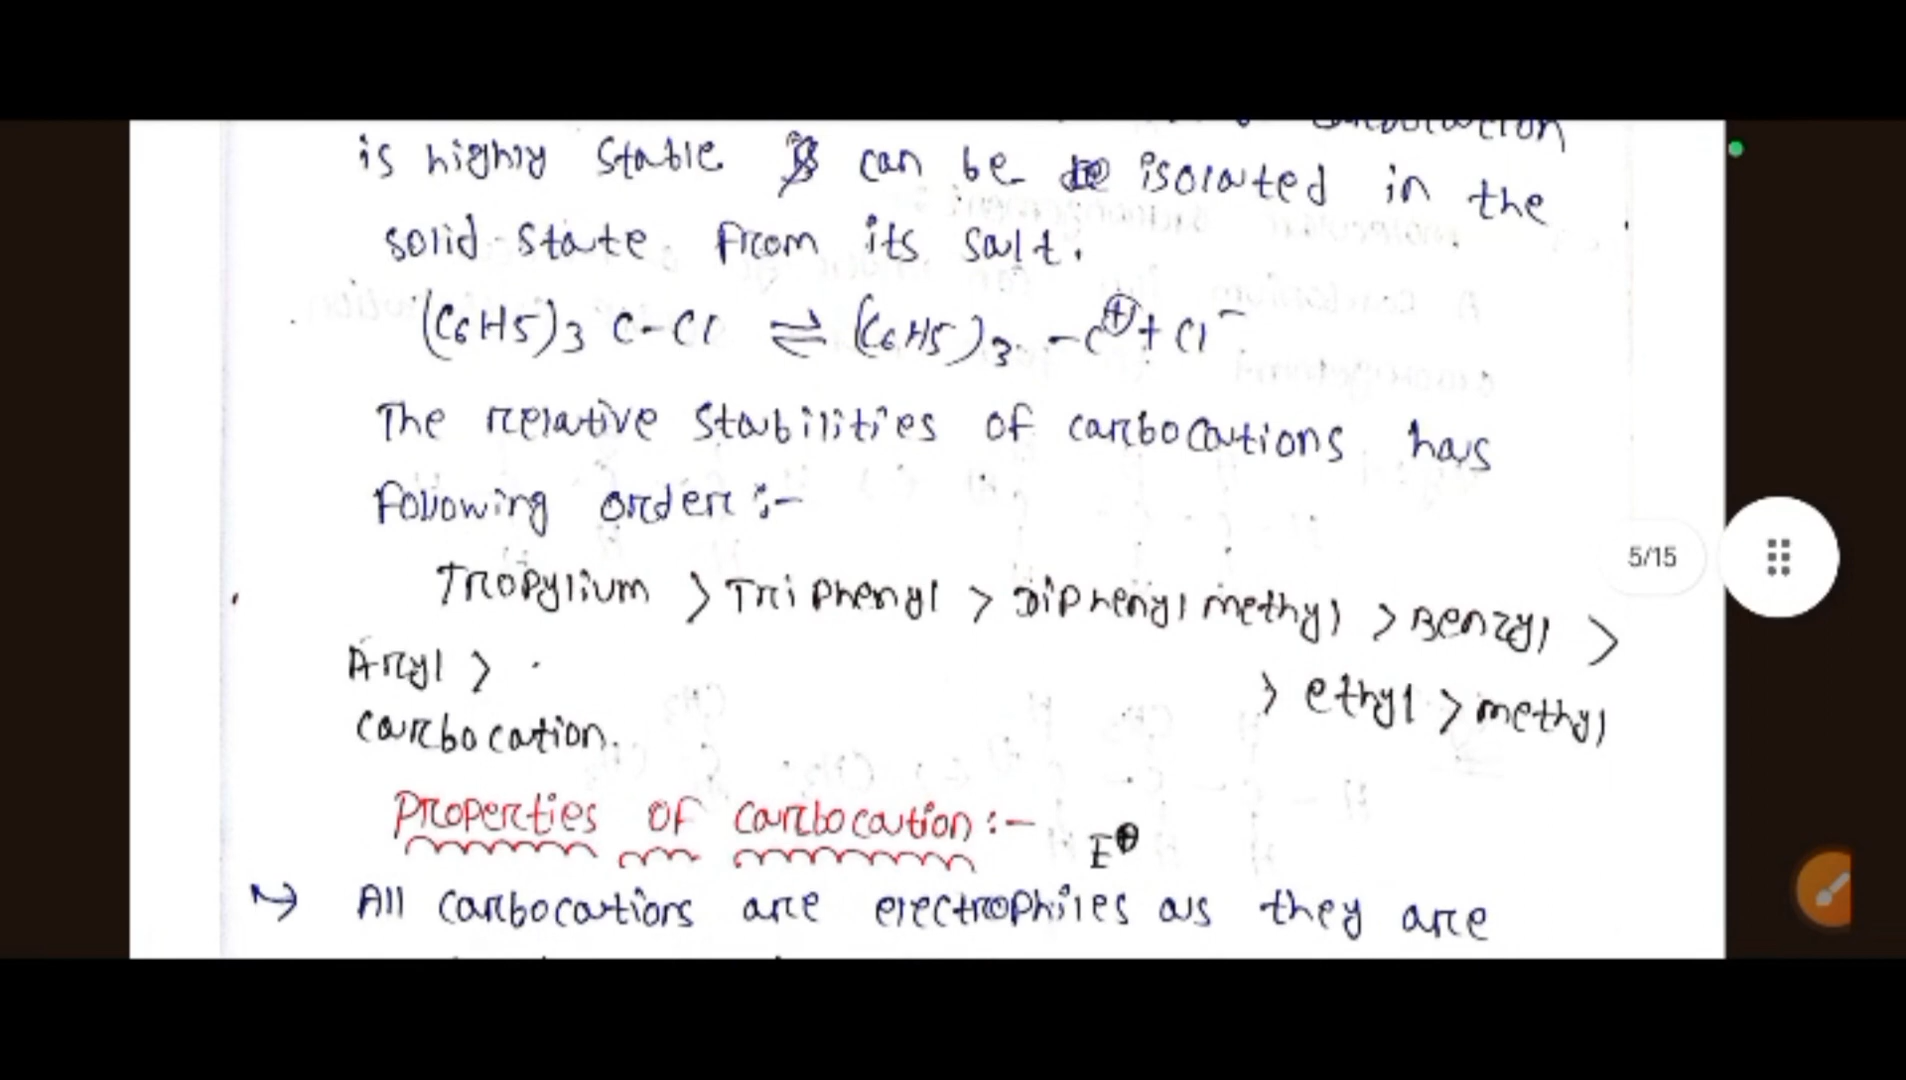 is highly stable & can be isolated in the
solid state from its salt.
(C6H5)3 C-Cl ⇌ (C6H5)3 -C⊕ + Cl⁻
The relative stabilities of carbocations has
following order :-
Tropylium > Triphenyl > Diphenyl methyl > Benzyl >
Aryl >
> ethyl > methyl
carbocation.
Properties of carbocation :-
E⊕
→ All carbocations are electrophiles as they are
5/15